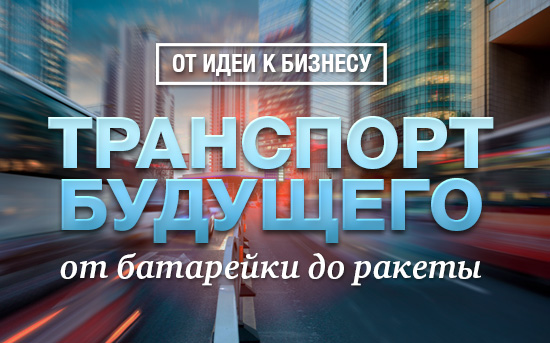 ОТ ИДЕИ К БИЗНЕСУ
ТРАНСПОРТ
БУДУЩЕГО
от батарейки до ракеты